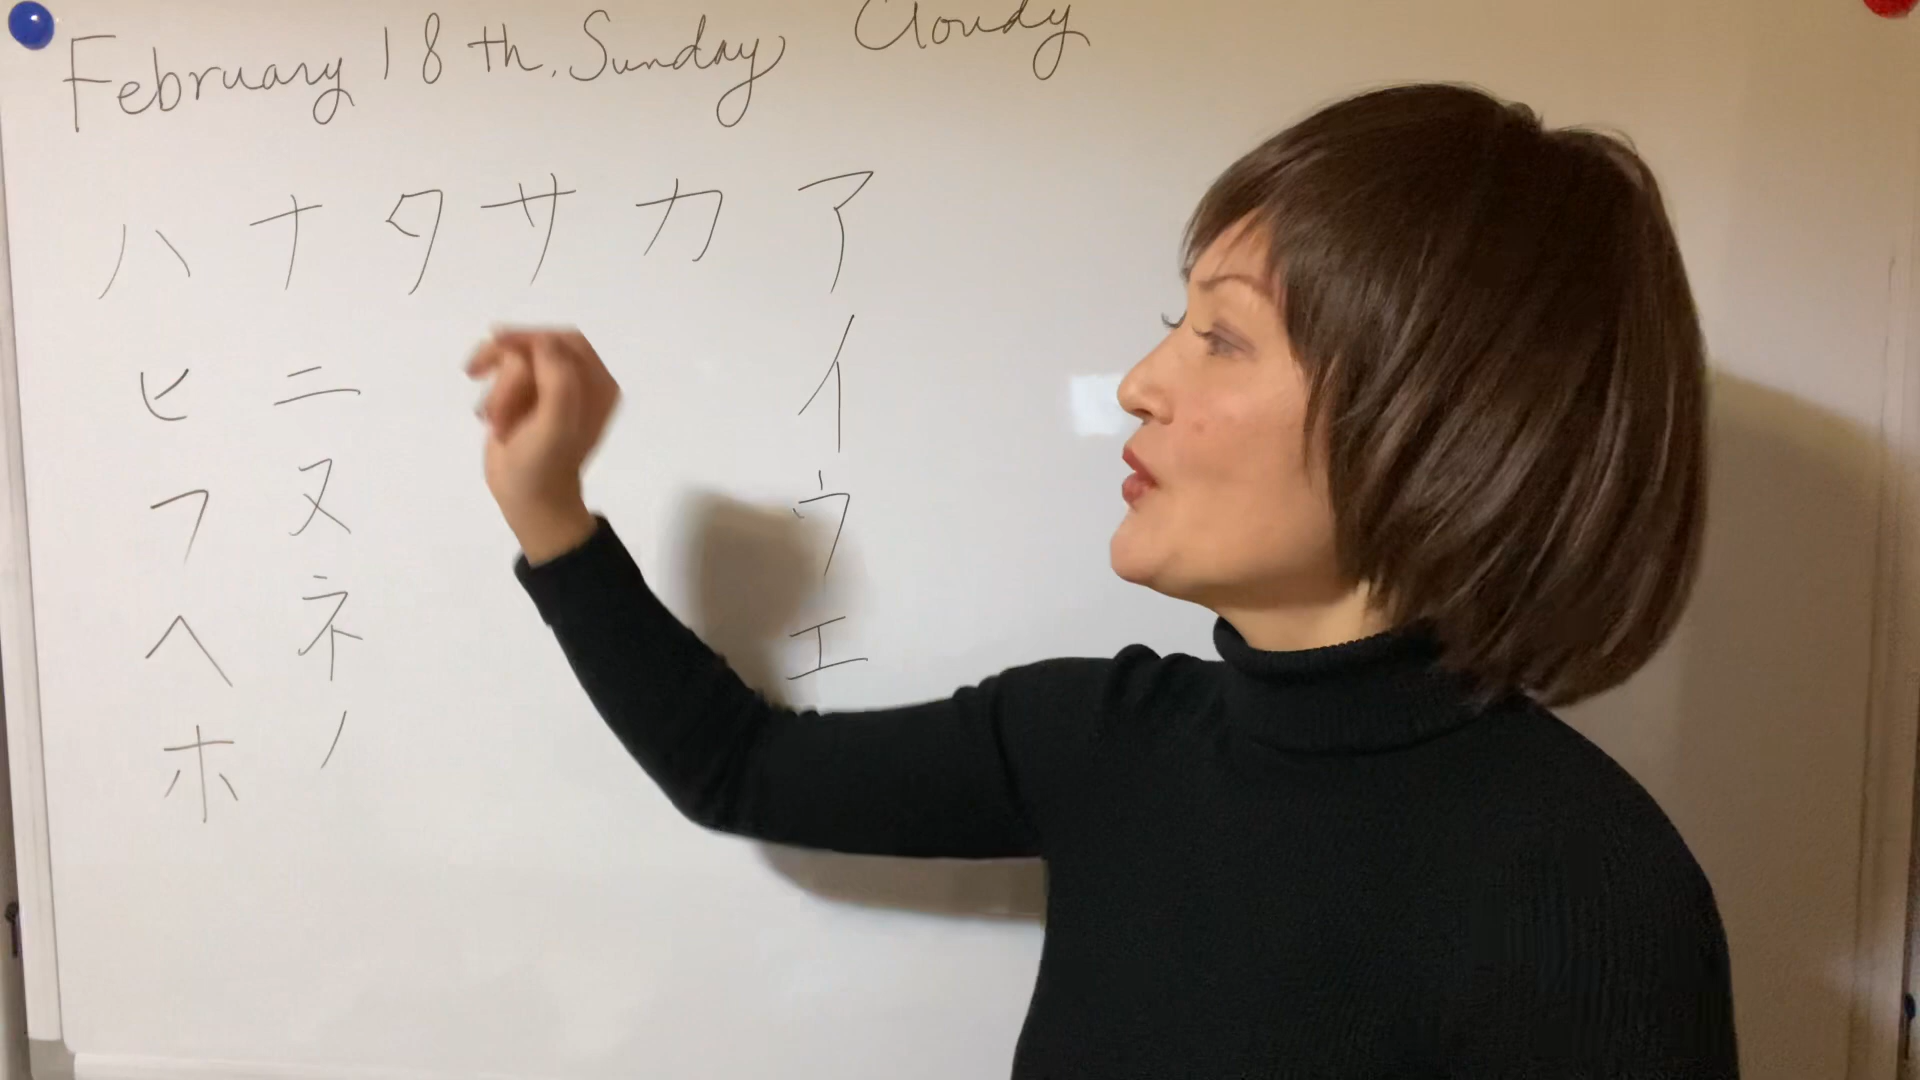 February 18th, Sunday Cloudy
ハ ナ タ サ カ ア
ヒ ニ イ
フ ヌ ウ
ヘ ネ エ
ホ ノ